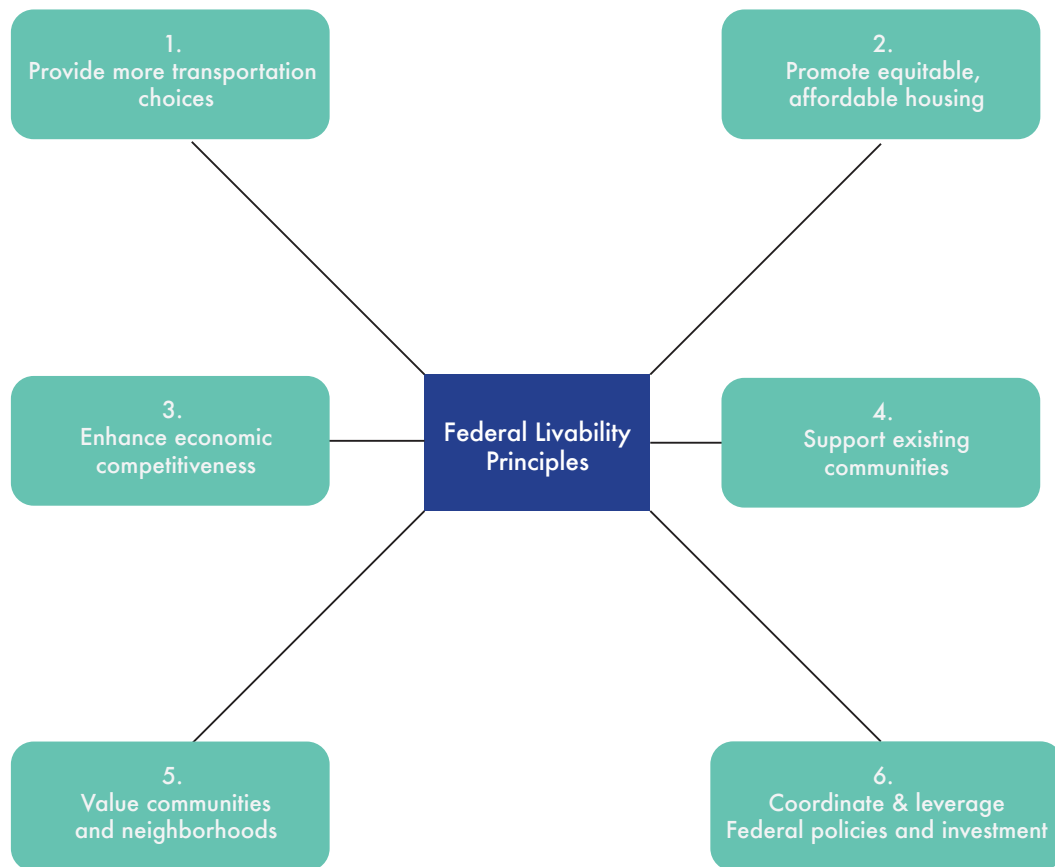 1.
Provide more transportation
choices
2.
Promote equitable,
affordable housing
3.
Enhance economic
competitiveness
Federal Livability
Principles
4.
Support existing
communities
5.
Value communities
and neighborhoods
6.
Coordinate & leverage
Federal policies and investment